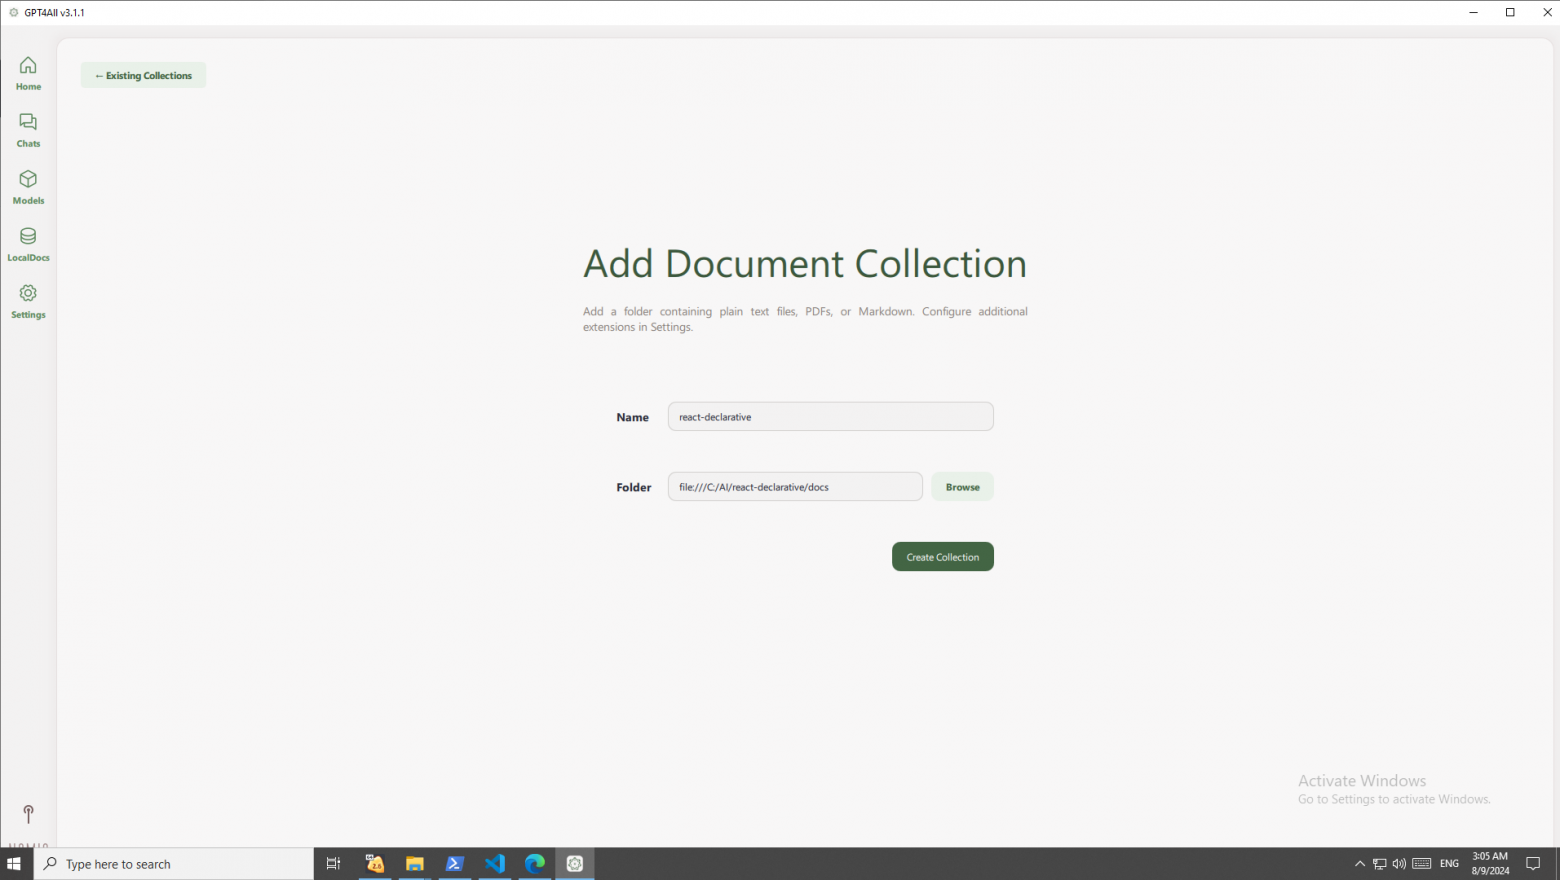 GPT4All v3.1.1
Home
Chats
Models
LocalDocs
Settings
← Existing Collections
Add Document Collection
Add a folder containing plain text files, PDFs, or Markdown. Configure additional
extensions in Settings.
Name
react-declarative
Folder
file:///C:/AI/react-declarative/docs
Browse
Create Collection
Activate Windows
Go to Settings to activate Windows.
Type here to search
ENG
3:05 AM
8/9/2024